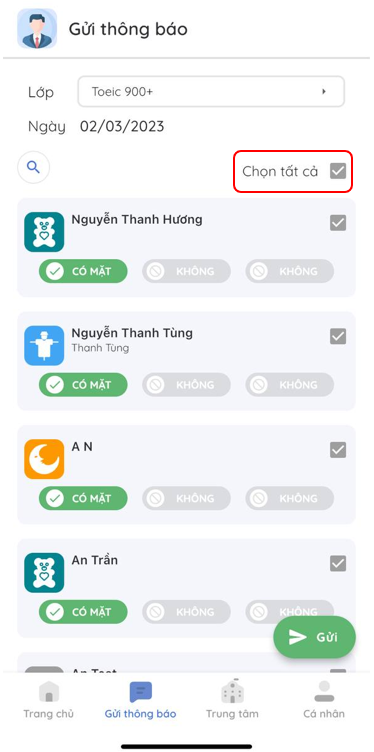 Gửi thông báo
Lớp
Toeic 900+
Ngày 02/03/2023
Chọn tất cả
Nguyễn Thanh Hương
CÓ MẶT KHÔNG KHÔNG
Nguyễn Thanh Tùng
Thanh Tùng
CÓ MẶT KHÔNG KHÔNG
A N
CÓ MẶT KHÔNG KHÔNG
An Trần
CÓ MẶT KHÔNG KHÔNG
Gửi
Trang chủ Gửi thông báo Trung tâm Cá nhân